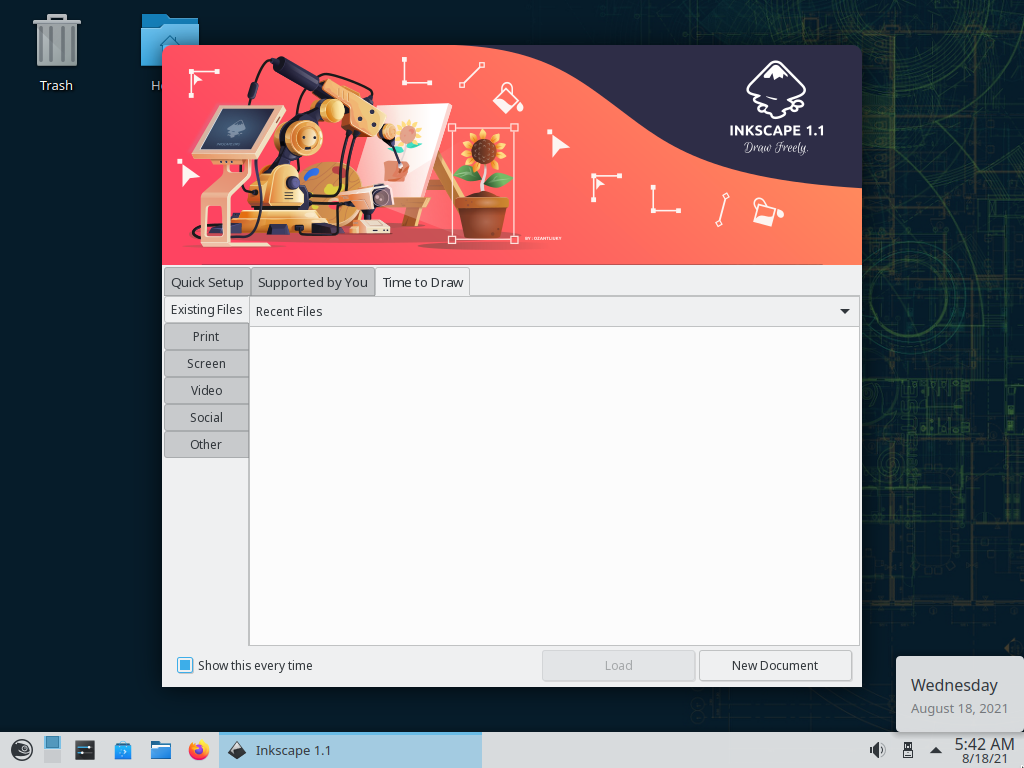 Trash
INKSCAPE 1.1
Draw Freely.
Quick Setup
Supported by You
Time to Draw
Existing Files
Recent Files
Print
Screen
Video
Social
Other
Show this every time
Load
New Document
Wednesday
August 18, 2021
Inkscape 1.1
5:42 AM
8/18/21